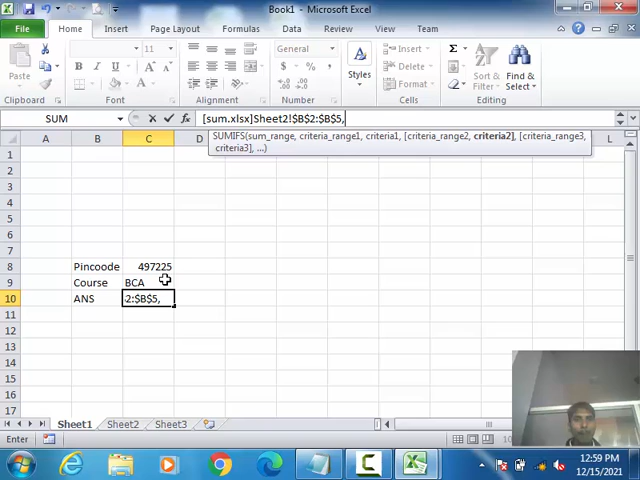 Book1 - Microsoft Excel
File Home Insert Page Layout Formulas Data Review View Team
Paste
Clipboard
11
B I U
Font
Alignment
General
$ % ,
Number
Styles
Insert
Delete
Format
Cells
Σ
Sort & Filter
Find & Select
Editing
SUM fx [sum.xlsx]Sheet2!$B$2:$B$5,
SUMIFS(sum_range, criteria_range1, criteria1, [criteria_range2, criteria2], [criteria_range3, criteria3], ...)
A B C D L
1
2
3
4
5
6
7
8 Pincoode 497225
9 Course BCA
10 ANS 2:$B$5,
11
12
13
14
15
16
17
Sheet1 Sheet2 Sheet3
Enter
12:59 PM
12/15/2021